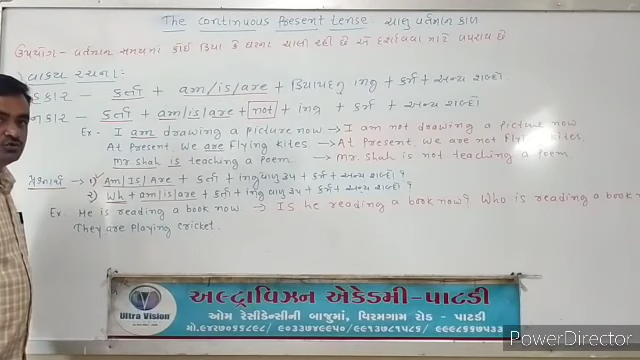 The continuous Present Tense ચાલુ વર્તમાન કાળ
ઉપયોગ - વર્તમાન સમયમાં કોઈ ક્રિયા કે ઘટના ચાલી રહી છે એ દર્શાવવા માટે વપરાય છે
વાક્ય રચના:
હકાર - કર્તા + am/is/are + ક્રિયાપદનું ing + કર્મ + અન્ય શબ્દો.
નકાર - કર્તા + am/is/are + not + ing + કર્મ + અન્ય શબ્દો
Ex. I am drawing a picture now → I am not drawing a picture now
At Present, we are flying kites. → At Present, we are not flying kites.
Mr. Shah is teaching a poem. → Mr. Shah is not teaching a poem
પ્રશ્નાર્થ → ૧) Am/Is/Are + કર્તા + ing વાળુ રૂપ + કર્મ + અન્ય શબ્દો ?
૨) Wh + am/is/are + કર્તા + ing વાળુ રૂપ + કર્મ + અન્ય શબ્દો ?
Ex. He is reading a book now → Is he reading a book now? Who is reading a book
They are playing cricket.
Ultra Vision
અલ્ટ્રાવિઝન એકેડમી-પાટડી
ઓમ રેસીડેન્સીની બાજુમાં, વિરમગામ રોડ - પાટડી
PowerDirector